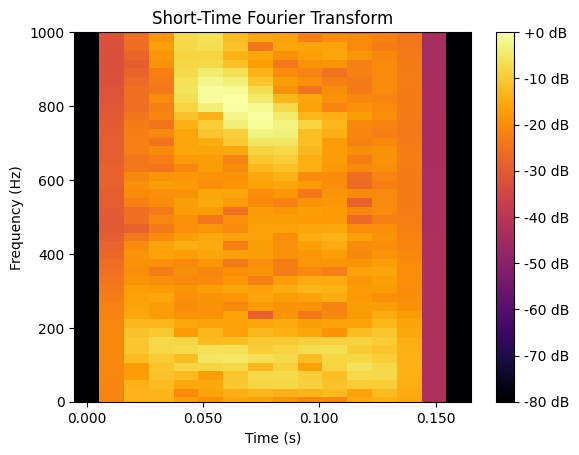 Short-Time Fourier Transform
1000
800
600
400
200
0
Frequency (Hz)
0.000
0.050
0.100
0.150
Time (s)
+0 dB
-10 dB
-20 dB
-30 dB
-40 dB
-50 dB
-60 dB
-70 dB
-80 dB